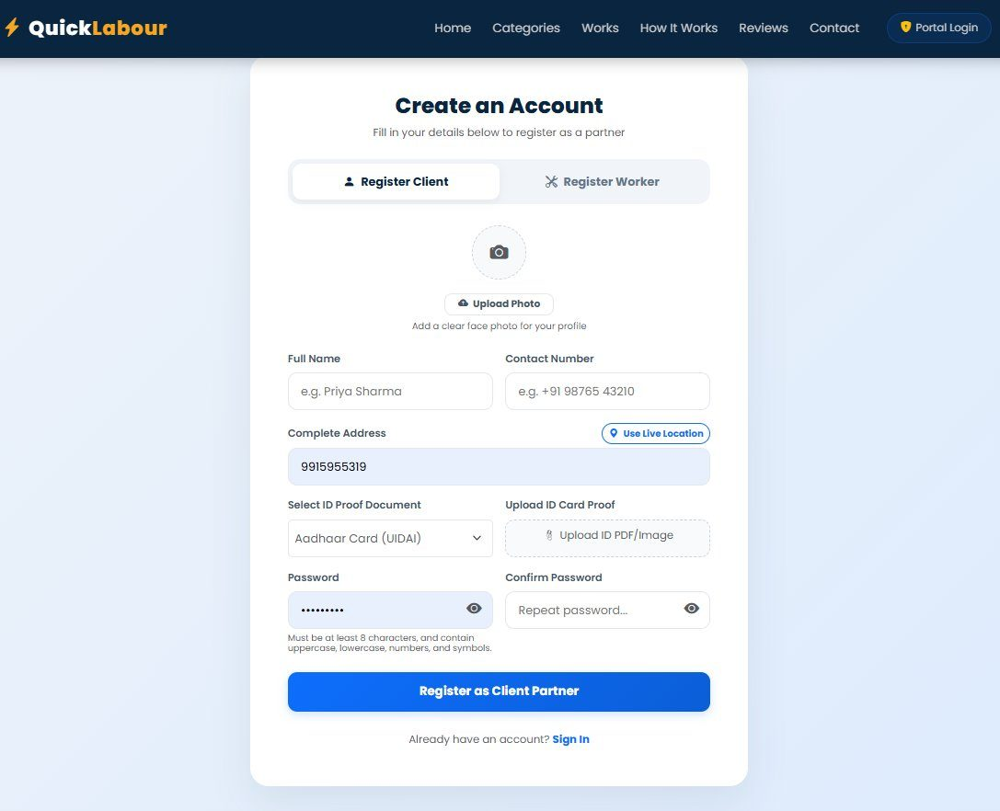 QuickLabour
Home Categories Works How It Works Reviews Contact Portal Login
Create an Account
Fill in your details below to register as a partner
Register Client Register Worker
Upload Photo
Add a clear face photo for your profile
Full Name Contact Number
e.g. Priya Sharma e.g. +91 98765 43210
Complete Address Use Live Location
9915955319
Select ID Proof Document Upload ID Card Proof
Aadhaar Card (UIDAI) Upload ID PDF/Image
Password Confirm Password
••••••••• Repeat password...
Must be at least 8 characters, and contain
uppercase, lowercase, numbers, and symbols.
Register as Client Partner
Already have an account? Sign In